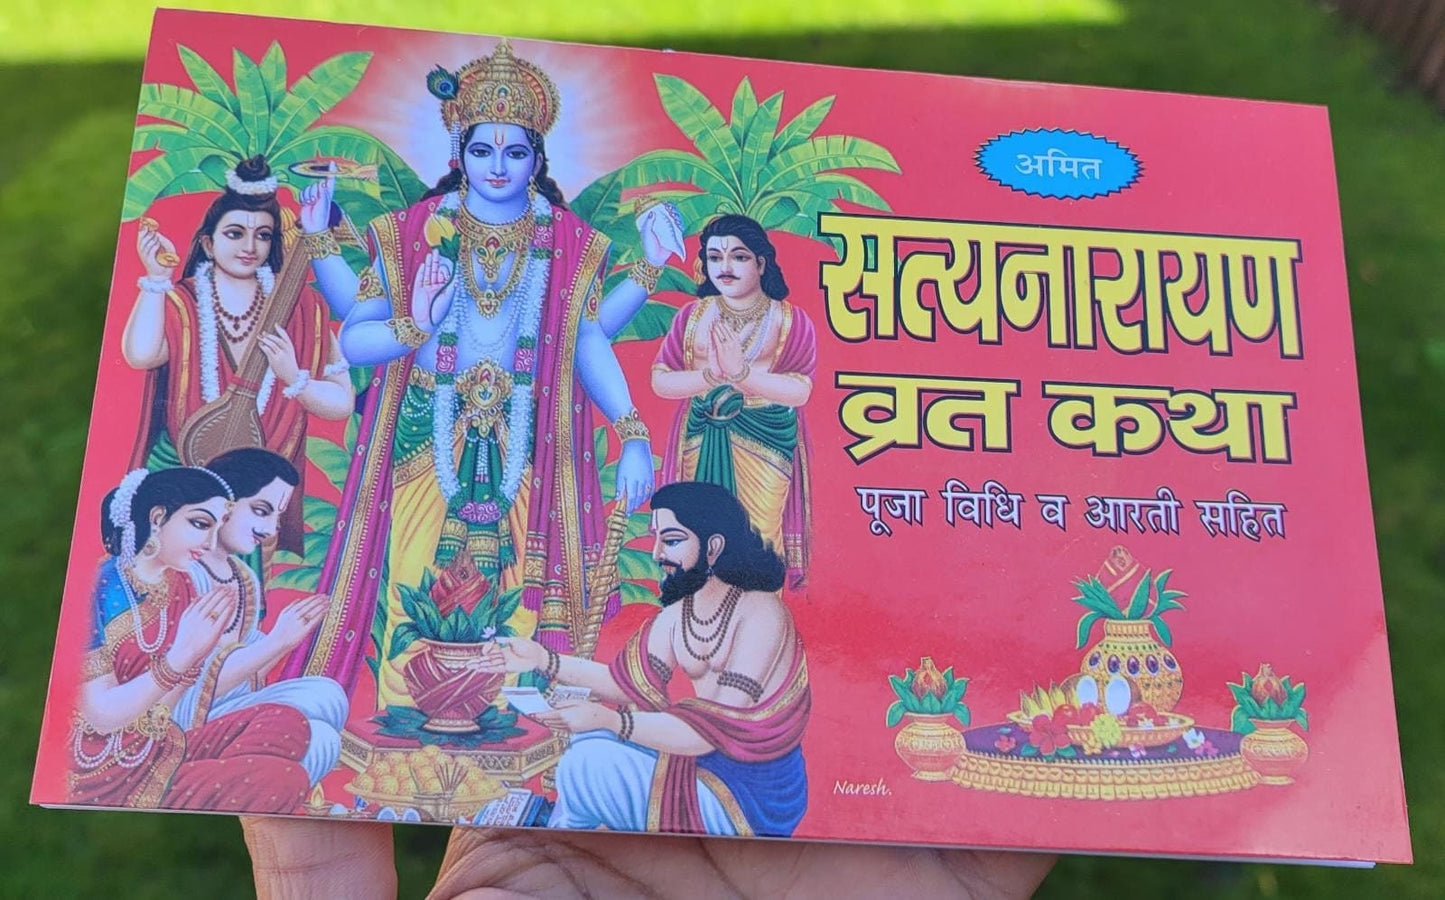 अमित
सत्यनारायण
व्रत कथा
पूजा विधि व आरती सहित
Naresh.